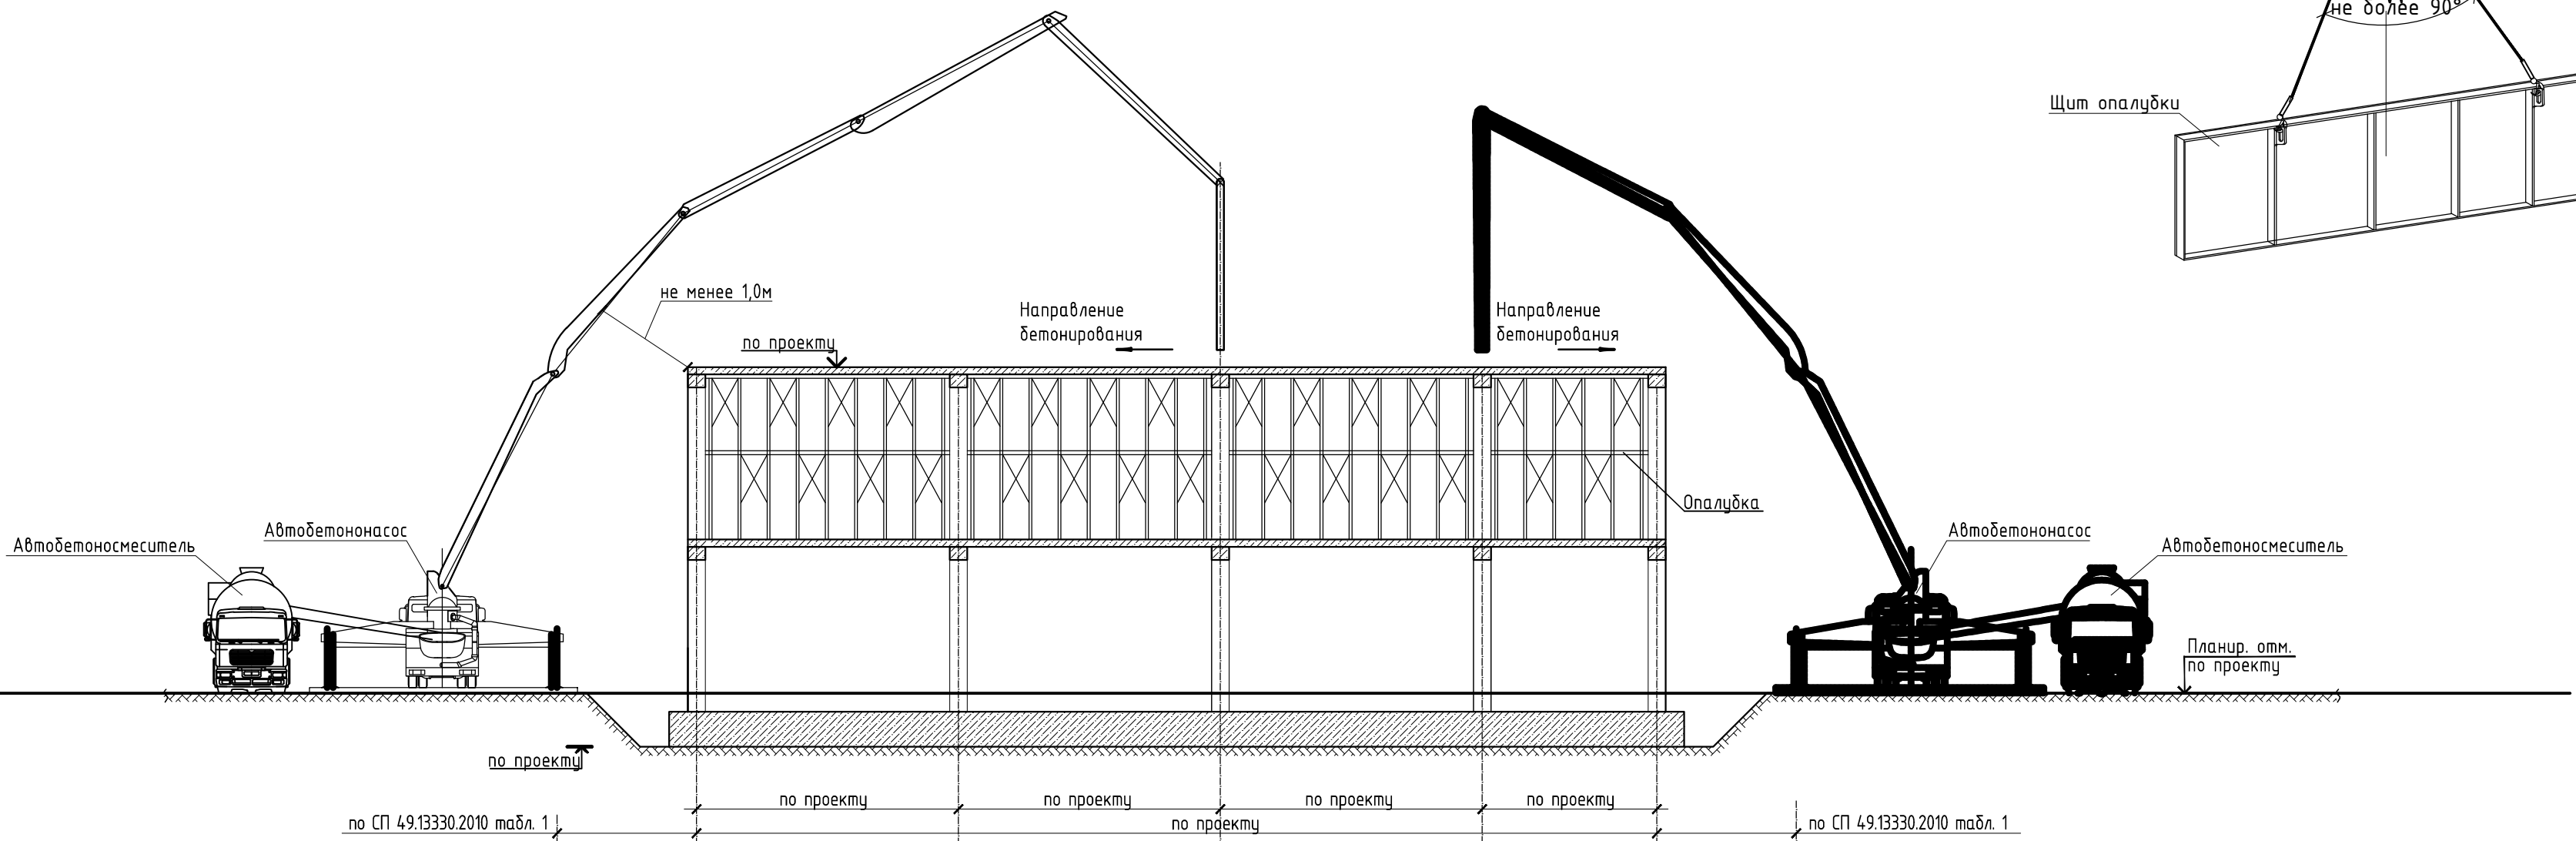 не более 90°
Щит опалубки
не менее 1,0м
Направление
бетонирования
Направление
бетонирования
по проекту
Опалубка
Автобетононасос
Автобетоносмеситель
Автобетононасос
Автобетоносмеситель
Планир. отм.
по проекту
по проекту
по проекту
по проекту
по проекту
по проекту
по СП 49.13330.2010 табл. 1
по проекту
по СП 49.13330.2010 табл. 1